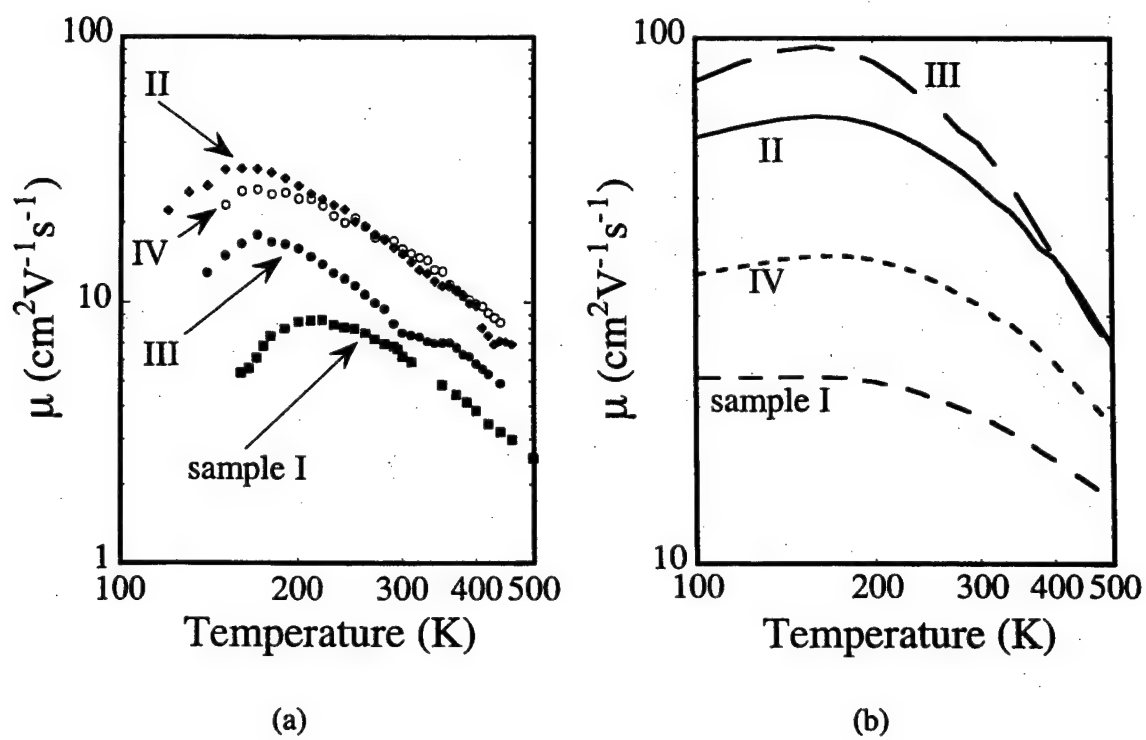 100
II
IV
10
III
sample I
1
100
200
300
400
500
μ (cm²V⁻¹s⁻¹)
Temperature (K)
(a)
100
III
II
IV
sample I
10
100
200
300
400
500
μ (cm²V⁻¹s⁻¹)
Temperature (K)
(b)